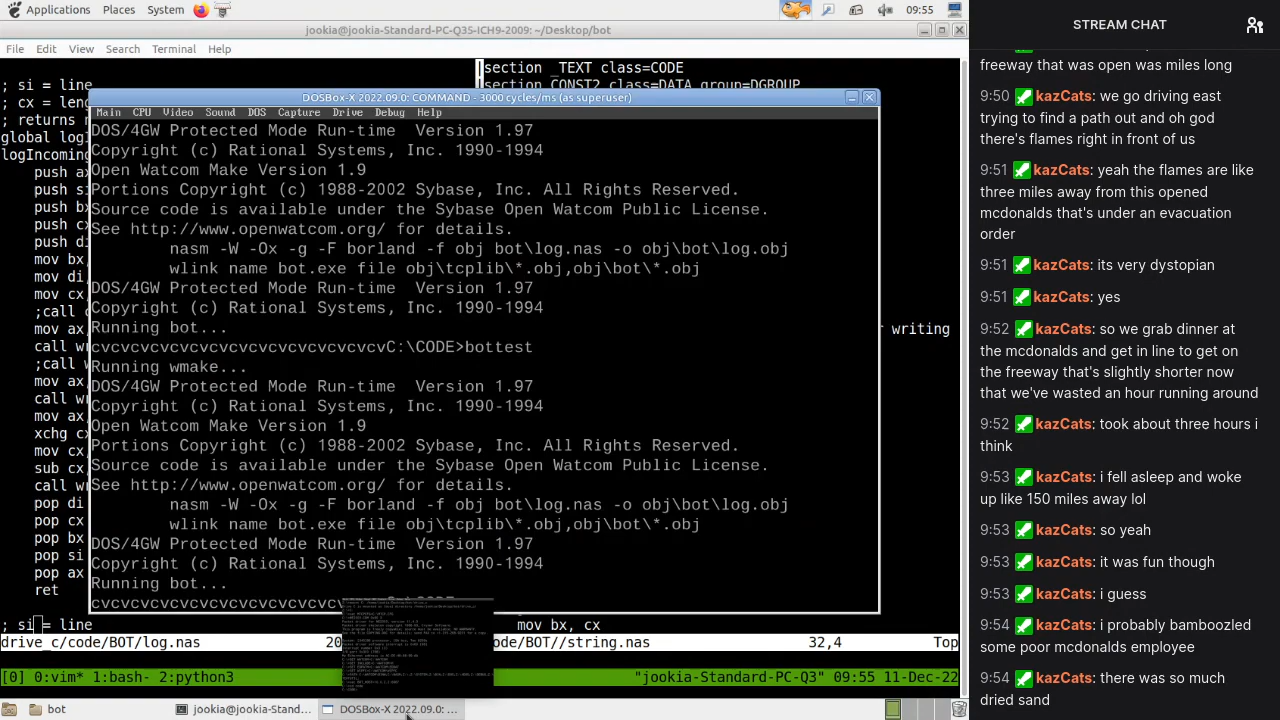 Applications Places System 09:55
jookia@jookia-Standard-PC-Q35-ICH9-2009: ~/Desktop/bot
File Edit View Search Terminal Help
; si = line
; cx =
; returns
global
push
push si
push bx
push
push di
mov bx,
mov
mov cx
;call
mov ax
call
;call
mov ax
call
mov ax
xchg
mov cx
sub
call
pop di
pop cx
pop bx
pop si
pop ax
ret
section _TEXT class=CODE
section CONST2 class=DATA group=DGROUP
writing
DOSBox-X 2022.09.0: COMMAND - 3000 cycles/ms (as superuser)
Main CPU Video Sound DOS Capture Drive Debug Help
DOS/4GW Protected Mode Run-time Version 1.97
Copyright (c) Rational Systems, Inc. 1990-1994
Open Watcom Make Version 1.9
Portions Copyright (c) 1988-2002 Sybase, Inc. All Rights Reserved.
Source code is available under the Sybase Open Watcom Public License.
See http://www.openwatcom.org/ for details.
nasm -W -Ox -g -F borland -f obj bot\log.nas -o obj\bot\log.obj
wlink name bot.exe file obj\tcplib\*.obj,obj\bot\*.obj
DOS/4GW Protected Mode Run-time Version 1.97
Copyright (c) Rational Systems, Inc. 1990-1994
Running bot...
cvcvcvcvcvcvcvcvcvcvcvcvcvcvcvC:\CODE>bottest
Running wmake...
DOS/4GW Protected Mode Run-time Version 1.97
Copyright (c) Rational Systems, Inc. 1990-1994
Open Watcom Make Version 1.9
Portions Copyright (c) 1988-2002 Sybase, Inc. All Rights Reserved.
Source code is available under the Sybase Open Watcom Public License.
See http://www.openwatcom.org/ for details.
nasm -W -Ox -g -F borland -f obj bot\log.nas -o obj\bot\log.obj
wlink name bot.exe file obj\tcplib\*.obj,obj\bot\*.obj
DOS/4GW Protected Mode Run-time Version 1.97
Copyright (c) Rational Systems, Inc. 1990-1994
Running bot...
cvcvcvcvcvcvcvcvcvcvcvcvcv
; si = bx, cx
Top
[0] 0:vim* 2:python3 "jookia-Standard-PC-Q3" 09:55 11-Dec-22
bot jookia@jookia-Stand... DOSBox-X 2022.09.0: ...
STREAM CHAT
freeway that was open was miles long
9:50 kazCats: we go driving east
trying to find a path out and oh god
there's flames right in front of us
9:51 kazCats: yeah the flames are like
three miles away from this opened
mcdonalds that's under an evacuation
order
9:51 kazCats: its very dystopian
9:51 kazCats: yes
9:52 kazCats: so we grab dinner at
the mcdonalds and get in line to get on
the freeway that's slightly shorter now
that we've wasted an hour running around
9:52 kazCats: took about three hours i
think
9:53 kazCats: i fell asleep and woke
up like 150 miles away lol
9:53 kazCats: so yeah
9:53 kazCats: it was fun though
9:53 kazCats: i guess
9:54 kazCats: we probably bamboozled
some poor mcdonalds employee
9:54 kazCats: there was so much
dried sand